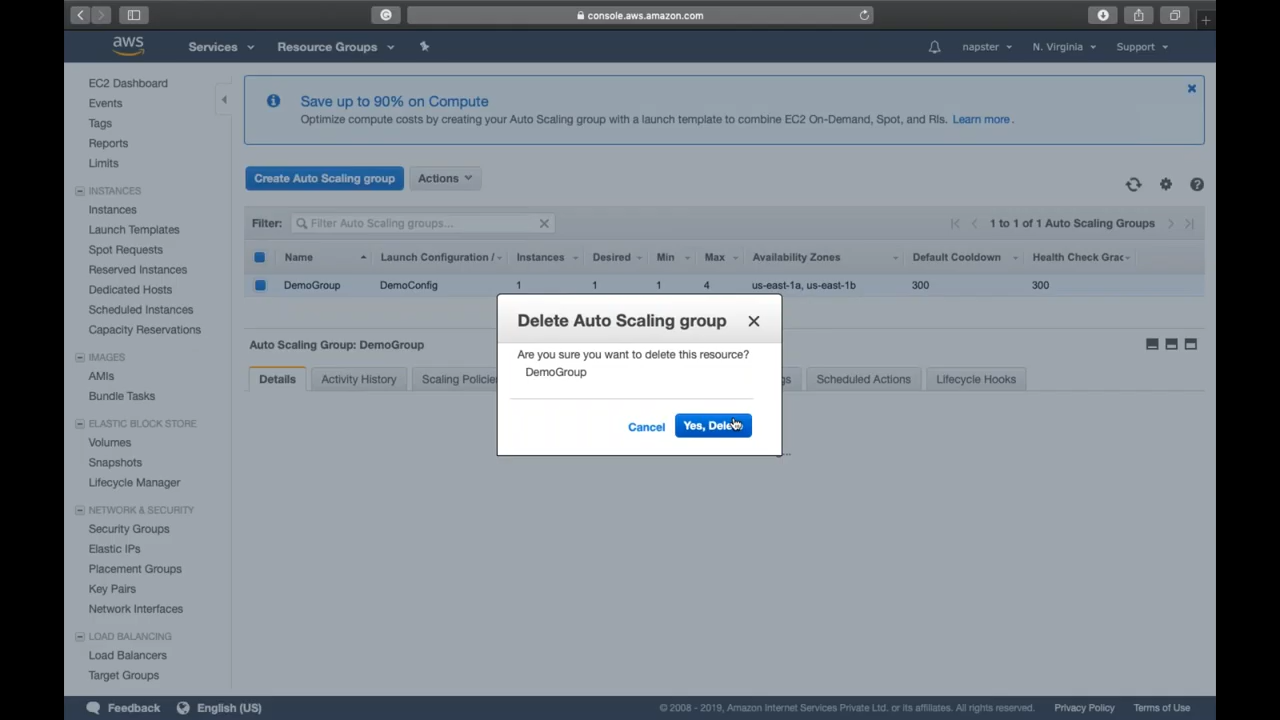 console.aws.amazon.com
aws Services Resource Groups napster N. Virginia Support
EC2 Dashboard
Events
Tags
Reports
Limits
INSTANCES
Instances
Launch Templates
Spot Requests
Reserved Instances
Dedicated Hosts
Scheduled Instances
Capacity Reservations
IMAGES
AMIs
Bundle Tasks
ELASTIC BLOCK STORE
Volumes
Snapshots
Lifecycle Manager
NETWORK & SECURITY
Security Groups
Elastic IPs
Placement Groups
Key Pairs
Network Interfaces
LOAD BALANCING
Load Balancers
Target Groups
Save up to 90% on Compute
Optimize compute costs by creating your Auto Scaling group with a launch template to combine EC2 On-Demand, Spot, and RIs. Learn more.
Create Auto Scaling group Actions
Filter: Filter Auto Scaling groups... 1 to 1 of 1 Auto Scaling Groups
Name Launch Configuration / Instances Desired Min Max Availability Zones Default Cooldown Health Check Grac
DemoGroup DemoConfig 1 1 1 4 us-east-1a, us-east-1b 300 300
Auto Scaling Group: DemoGroup
Details Activity History Scaling Policie Scheduled Actions Lifecycle Hooks
Delete Auto Scaling group
Are you sure you want to delete this resource?
DemoGroup
Cancel Yes, Dele
Feedback English (US) © 2008 - 2019, Amazon Internet Services Private Ltd. or its affiliates. All rights reserved. Privacy Policy Terms of Use